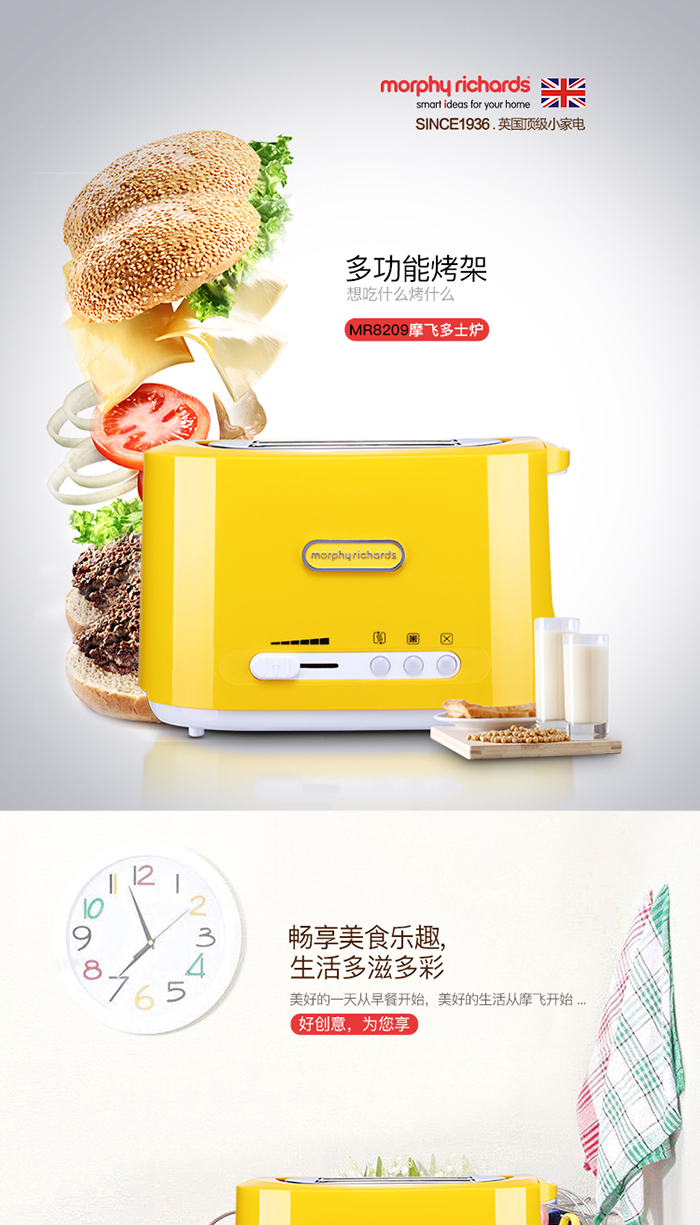 morphy richards
smart ideas for your home
SINCE1936 . 英国顶级小家电
多功能烤架
想吃什么烤什么
MR8209摩飞多士炉
morphy richards
11 12 1
10 2
9 3
8 4
7 6 5
畅享美食乐趣,
生活多滋多彩
美好的一天从早餐开始，美好的生活从摩飞开始 ...
好创意，为您享